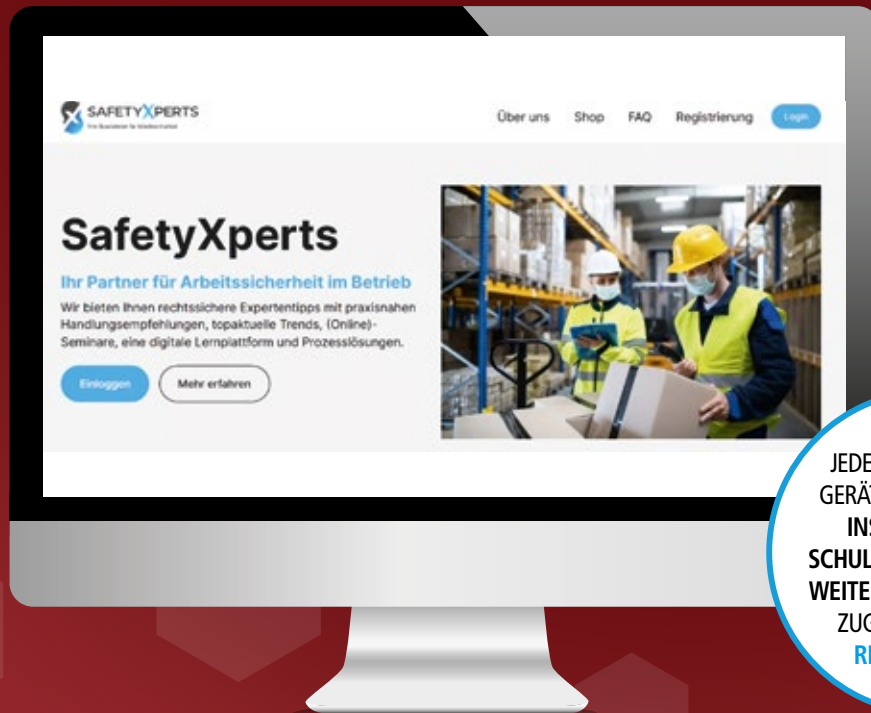 SAFETYXPERTS
Über uns Shop FAQ Registrierung Login
SafetyXperts
Ihr Partner für Arbeitssicherheit im Betrieb
Wir bieten Ihnen rechtssichere Expertentipps mit praxisnahen
Handlungsempfehlungen, topaktuelle Trends, (Online)-
Seminare, eine digitale Lernplattform und Prozesslösungen.
Einloggen Mehr erfahren
JEDE
GERÄT
INS
SCHUL
WEITE
ZUG